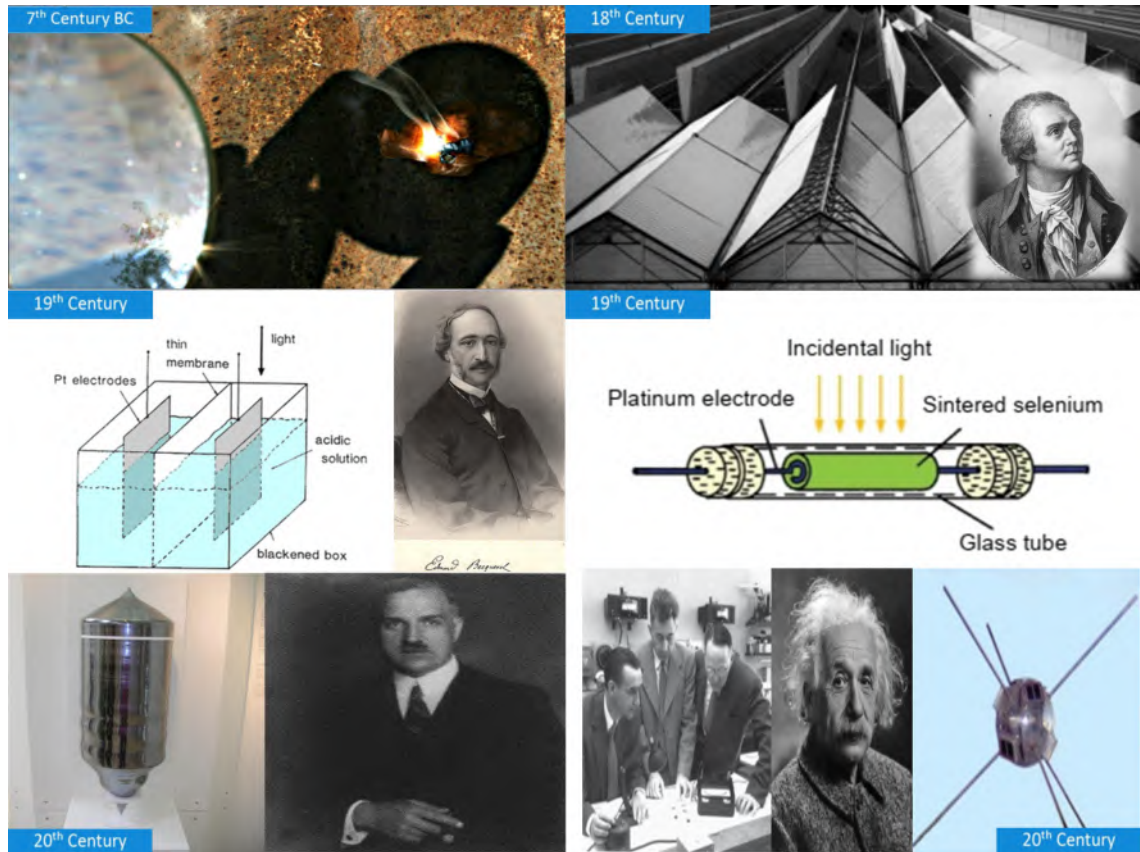 7th Century BC
18th Century
19th Century
light
thin
membrane
Pt electrodes
acidic
solution
blackened box
19th Century
Incidental light
Platinum electrode
Sintered selenium
Glass tube
20th Century
20th Century